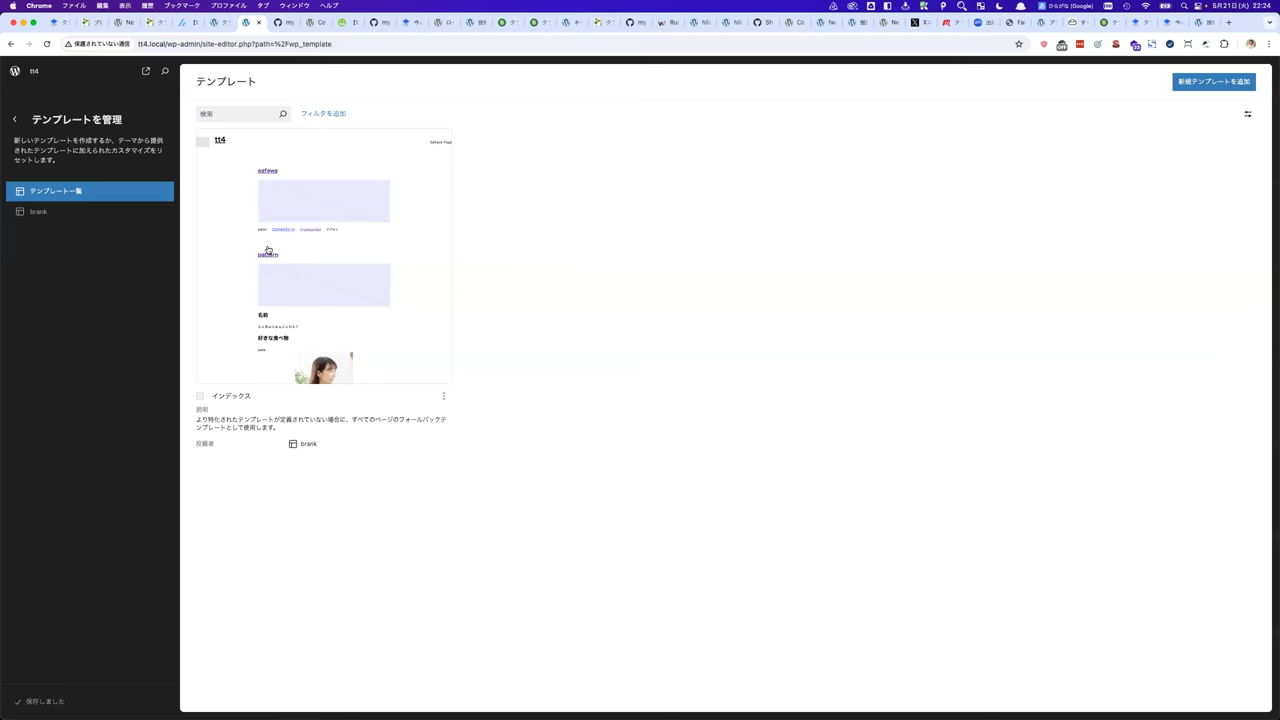 Chrome ファイル 編集 表示 履歴 ブックマーク プロファイル タブ ウィンドウ ヘルプ
ひらがな (Google) 5月21日(火) 22:24
保護されていない通信 tt4.local/wp-admin/site-editor.php?path=%2Fwp_template
tt4
テンプレートを管理
新しいテンプレートを作成するか、テーマから提供されたテンプレートに加えられたカスタマイズをリセットします。
テンプレート一覧
brank
保存しました
テンプレート
新規テンプレートを追加
検索
フィルタを追加
tt4
Sample Page
eafewa
pattern
名前
好きな食べ物
インデックス
説明
より特化されたテンプレートが定義されていない場合に、すべてのページのフォールバックテ
ンプレートとして使用します。
投稿者
brank